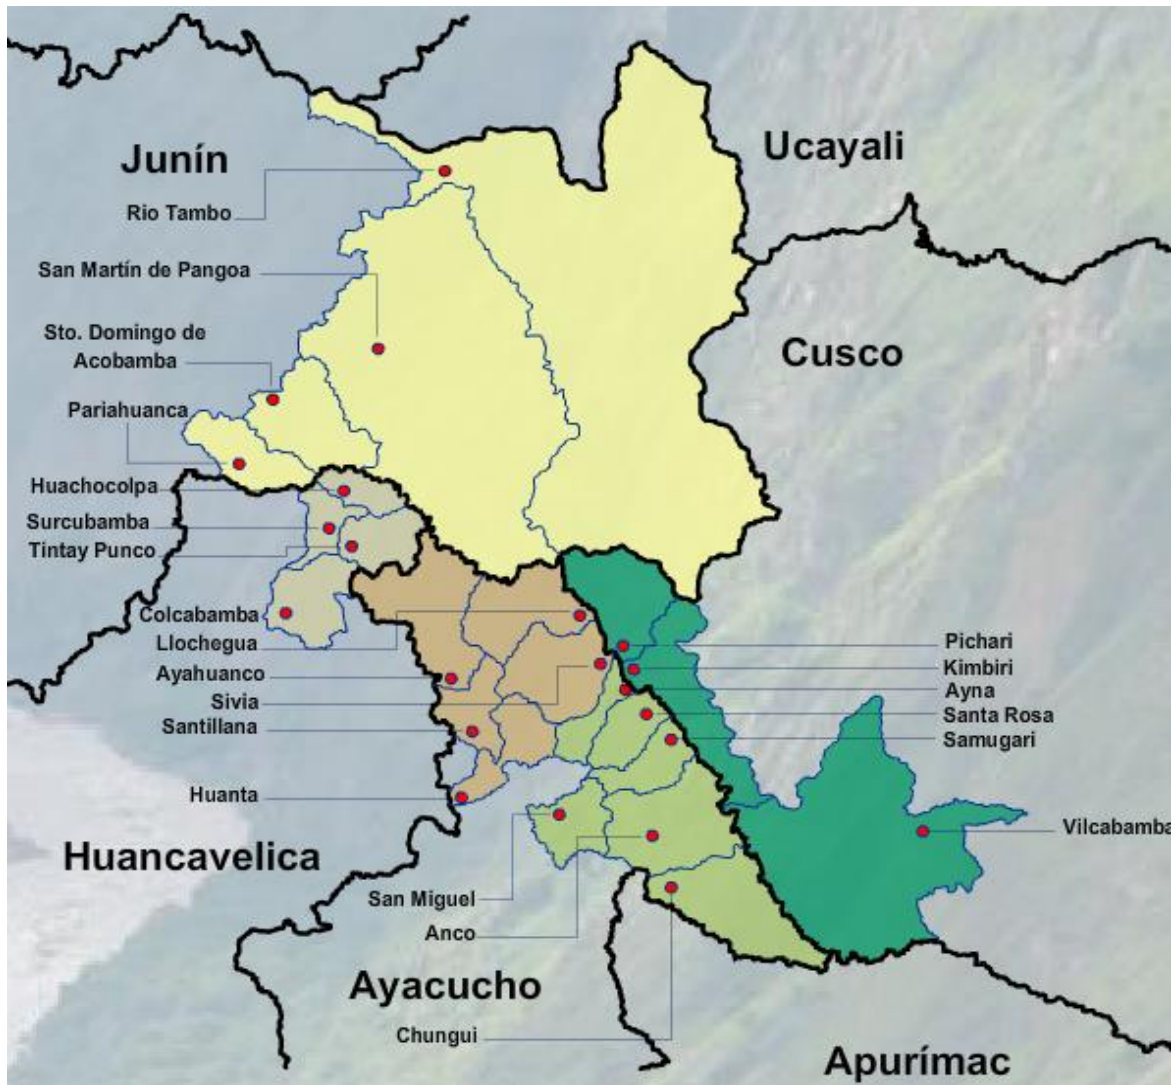 Junín
Ucayali
Rio Tambo
San Martín de Pangoa
Sto. Domingo de
Acobamba
Cusco
Pariahuanca
Huachocolpa
Surcubamba
Tintay Punco
Colcabamba
Llochegua
Ayahuanco
Sivia
Santillana
Huanta
Pichari
Kimbiri
Ayna
Santa Rosa
Samugari
Vilcabamba
Huancavelica
San Miguel
Anco
Ayacucho
Chungui
Apurímac